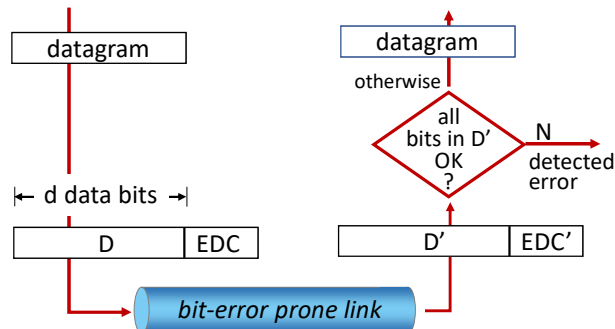 datagram
datagram
otherwise
all
bits in D’
OK
?
N
detected
error
d data bits
D
EDC
D’
EDC’
bit-error prone link